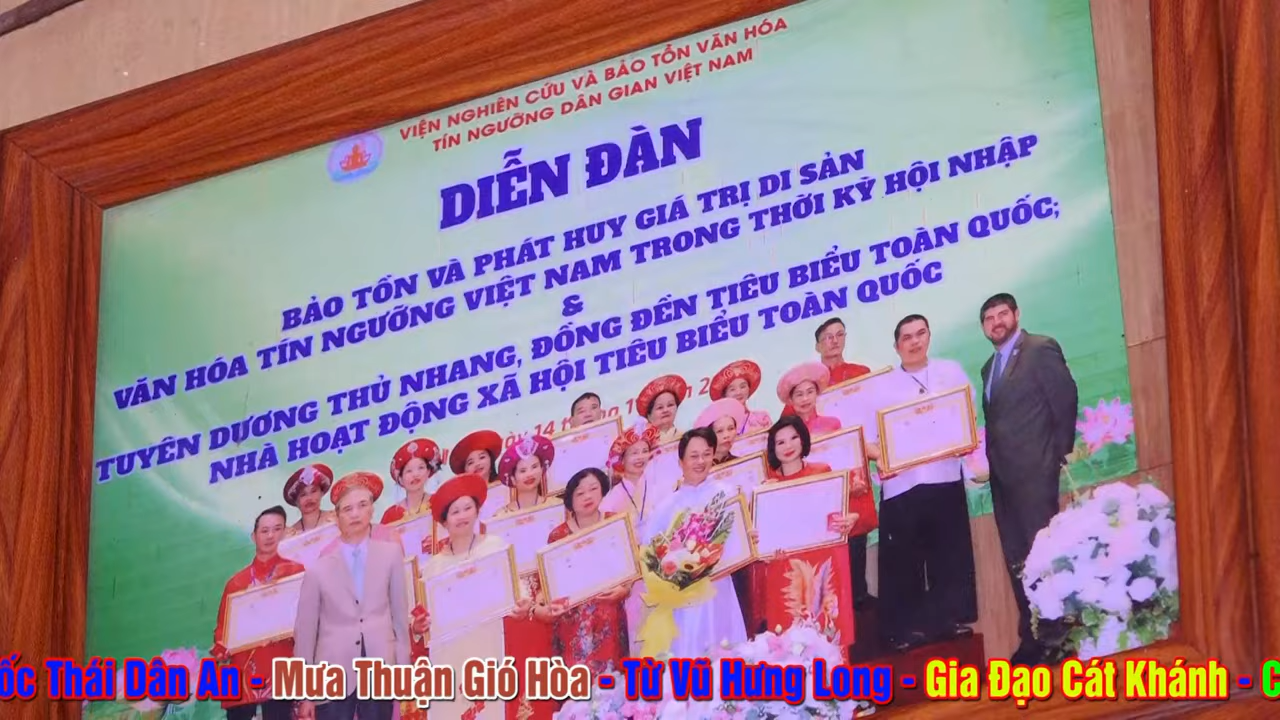 VIỆN NGHIÊN CỨU VÀ BẢO TỒN VĂN HÓA
TÍN NGƯỠNG DÂN GIAN VIỆT NAM
DIỄN ĐÀN
BẢO TỒN VÀ PHÁT HUY GIÁ TRỊ DI SẢN
VĂN HÓA TÍN NGƯỠNG VIỆT NAM TRONG THỜI KỲ HỘI NHẬP
&
TUYÊN DƯƠNG THỦ NHANG, ĐỒNG ĐỀN TIÊU BIỂU TOÀN QUỐC;
NHÀ HOẠT ĐỘNG XÃ HỘI TIÊU BIỂU TOÀN QUỐC
14
Thái Dân An - Mưa Thuận Gió Hòa - Từ Vũ Hưng Long - Gia Đạo Cát Khánh -